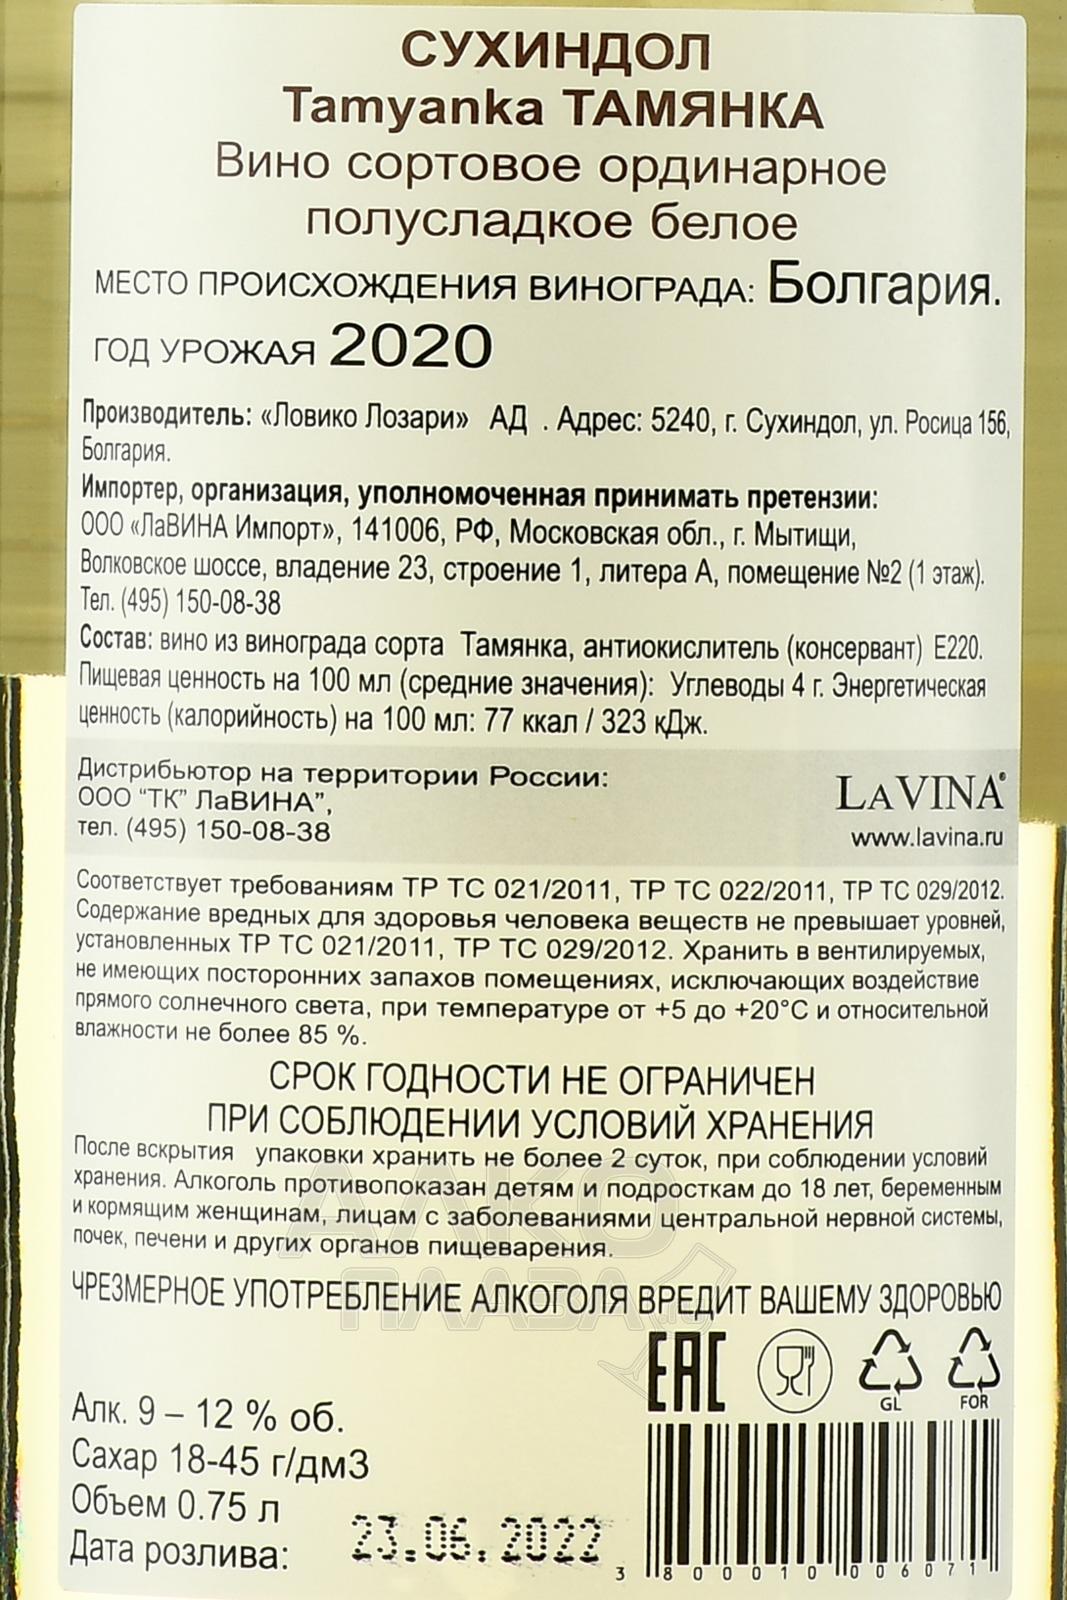 СУХИНДОЛ
Tamyanka ТАМЯНКА
Вино сортовое ординарное
полусладкое белое
МЕСТО ПРОИСХОЖДЕНИЯ ВИНОГРАДА: Болгария.
ГОД УРОЖАЯ 2020
Производитель: «Ловико Лозари» АД . Адрес: 5240, г. Сухиндол, ул. Росица 156,
Болгария.
Импортер, организация, уполномоченная принимать претензии:
ООО «ЛаВИНА Импорт», 141006, РФ, Московская обл., г. Мытищи,
Волковское шоссе, владение 23, строение 1, литера А, помещение №2 (1 этаж).
Тел. (495) 150-08-38
Состав: вино из винограда сорта Тамянка, антиокислитель (консервант) Е220.
Пищевая ценность на 100 мл (средние значения): Углеводы 4 г. Энергетическая
ценность (калорийность) на 100 мл: 77 ккал / 323 кДж.
Дистрибьютор на территории России:
ООО "ТК" ЛаВИНА",
тел. (495) 150-08-38
LAVINA®
www.lavina.ru
Соответствует требованиям ТР ТС 021/2011, ТР ТС 022/2011, ТР ТС 029/2012.
Содержание вредных для здоровья человека веществ не превышает уровней,
установленных ТР ТС 021/2011, ТР ТС 029/2012. Хранить в вентилируемых,
не имеющих посторонних запахов помещениях, исключающих воздействие
прямого солнечного света, при температуре от +5 до +20°С и относительной
влажности не более 85 %.
СРОК ГОДНОСТИ НЕ ОГРАНИЧЕН
ПРИ СОБЛЮДЕНИИ УСЛОВИЙ ХРАНЕНИЯ
После вскрытия упаковки хранить не более 2 суток, при соблюдении условий
хранения. Алкоголь противопоказан детям и подросткам до 18 лет, беременным
и кормящим женщинам, лицам с заболеваниями центральной нервной системы,
почек, печени и других органов пищеварения.
ЧРЕЗМЕРНОЕ УПОТРЕБЛЕНИЕ АЛКОГОЛЯ ВРЕДИТ ВАШЕМУ ЗДОРОВЬЮ
АЛКО
ПЛАЗА.ru
EAC
GL
FOR
Алк. 9 – 12 % об.
Сахар 18-45 г/дм3
Объем 0.75 л
Дата розлива: 23.06.2022
3 800010 006071